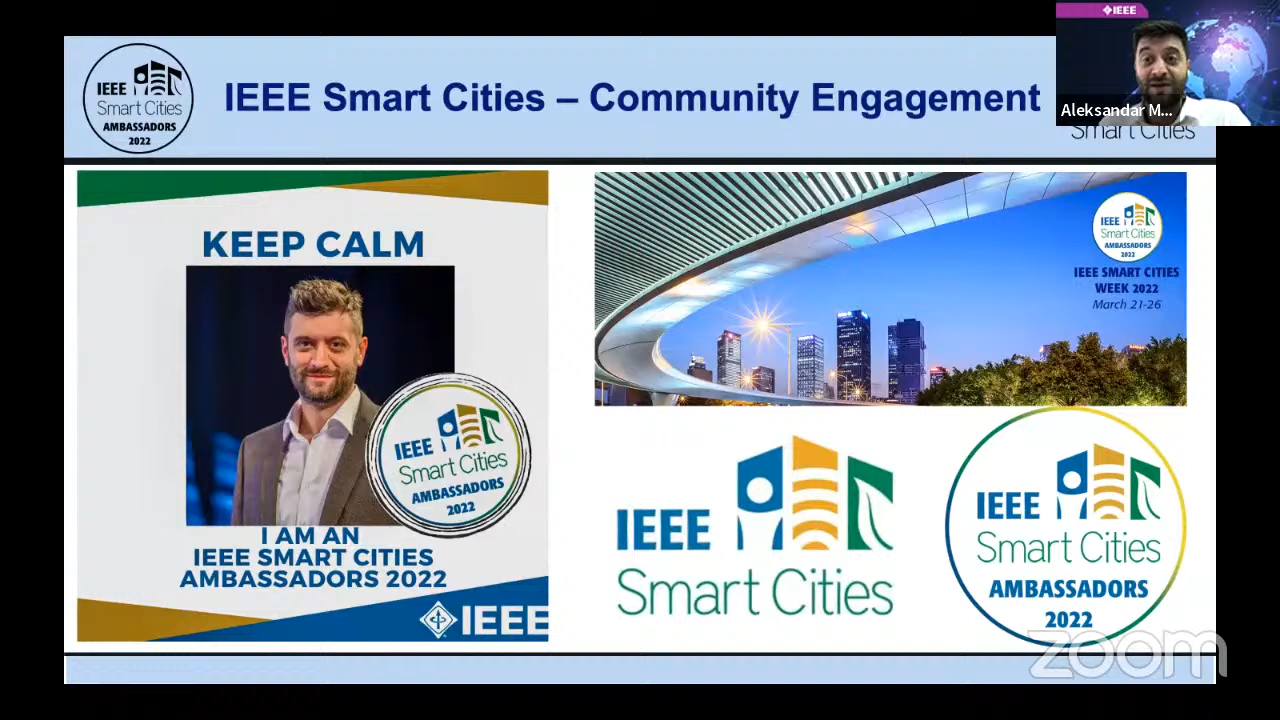 IEEE
Smart Cities
AMBASSADORS
2022
IEEE Smart Cities – Community Engagement
IEEE
Aleksandar M...
Smart Cities
KEEP CALM
IEEE
Smart Cities
AMBASSADORS
2022
I AM AN
IEEE SMART CITIES
AMBASSADORS 2022
IEEE
IEEE
Smart Cities
AMBASSADORS
2022
IEEE SMART CITIES
WEEK 2022
March 21-26
IEEE
Smart Cities
IEEE
Smart Cities
AMBASSADORS
2022
zoom